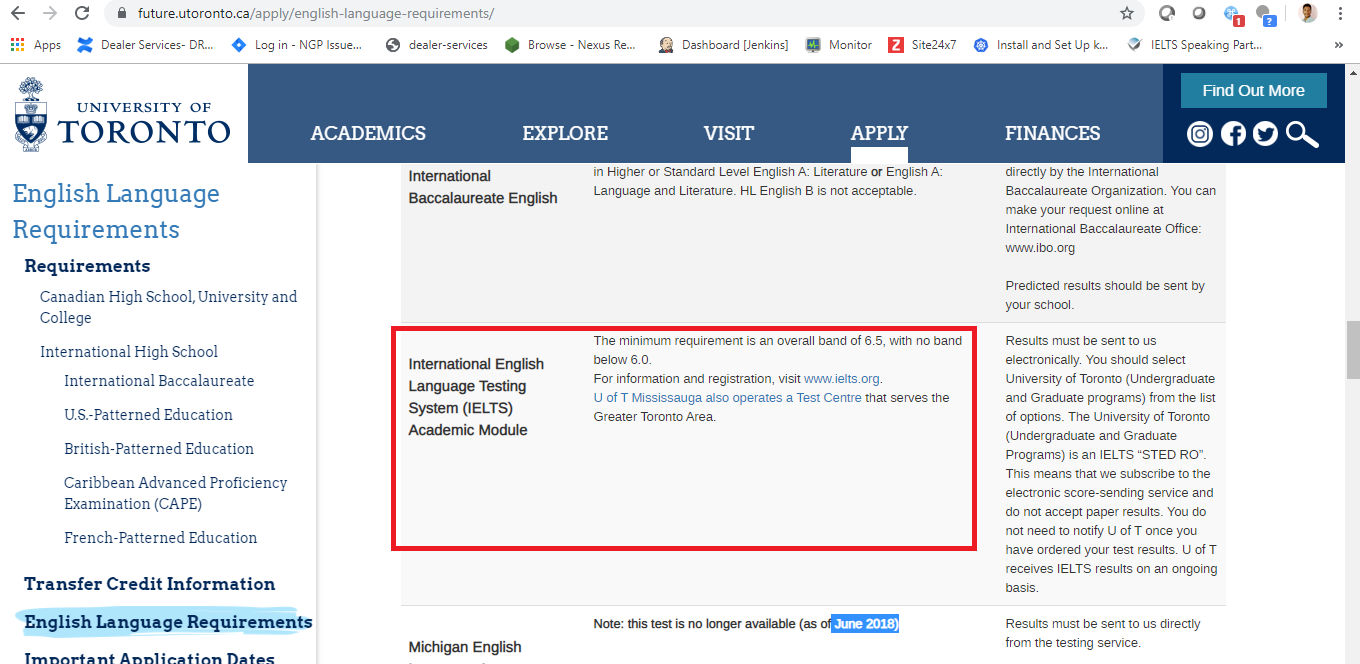 future.utoronto.ca/apply/english-language-requirements/
1
?
Apps
Dealer Services- DR...
Log in - NGP Issue...
dealer-services
Browse - Nexus Re...
Dashboard [Jenkins]
Monitor
Z
Site24x7
Install and Set Up k...
IELTS Speaking Part...
»
UNIVERSITY OF
TORONTO
ACADEMICS
EXPLORE
VISIT
APPLY
FINANCES
Find Out More
English Language
Requirements
Requirements
Canadian High School, University and
College
International High School
International Baccalaureate
U.S.-Patterned Education
British-Patterned Education
Caribbean Advanced Proficiency
Examination (CAPE)
French-Patterned Education
Transfer Credit Information
English Language Requirements
Important Application Dates
International
Baccalaureate English
in Higher or Standard Level English A: Literature or English A:
Language and Literature. HL English B is not acceptable.
directly by the International
Baccalaureate Organization. You can
make your request online at
International Baccalaureate Office:
www.ibo.org
Predicted results should be sent by
your school.
International English
Language Testing
System (IELTS)
Academic Module
The minimum requirement is an overall band of 6.5, with no band
below 6.0.
For information and registration, visit www.ielts.org.
U of T Mississauga also operates a Test Centre that serves the
Greater Toronto Area.
Results must be sent to us
electronically. You should select
University of Toronto (Undergraduate
and Graduate programs) from the list
of options. The University of Toronto
(Undergraduate and Graduate
Programs) is an IELTS “STED RO”.
This means that we subscribe to the
electronic score-sending service and
do not accept paper results. You do
not need to notify U of T once you
have ordered your test results. U of T
receives IELTS results on an ongoing
basis.
Michigan English
Note: this test is no longer available (as of June 2018)
Results must be sent to us directly
from the testing service.